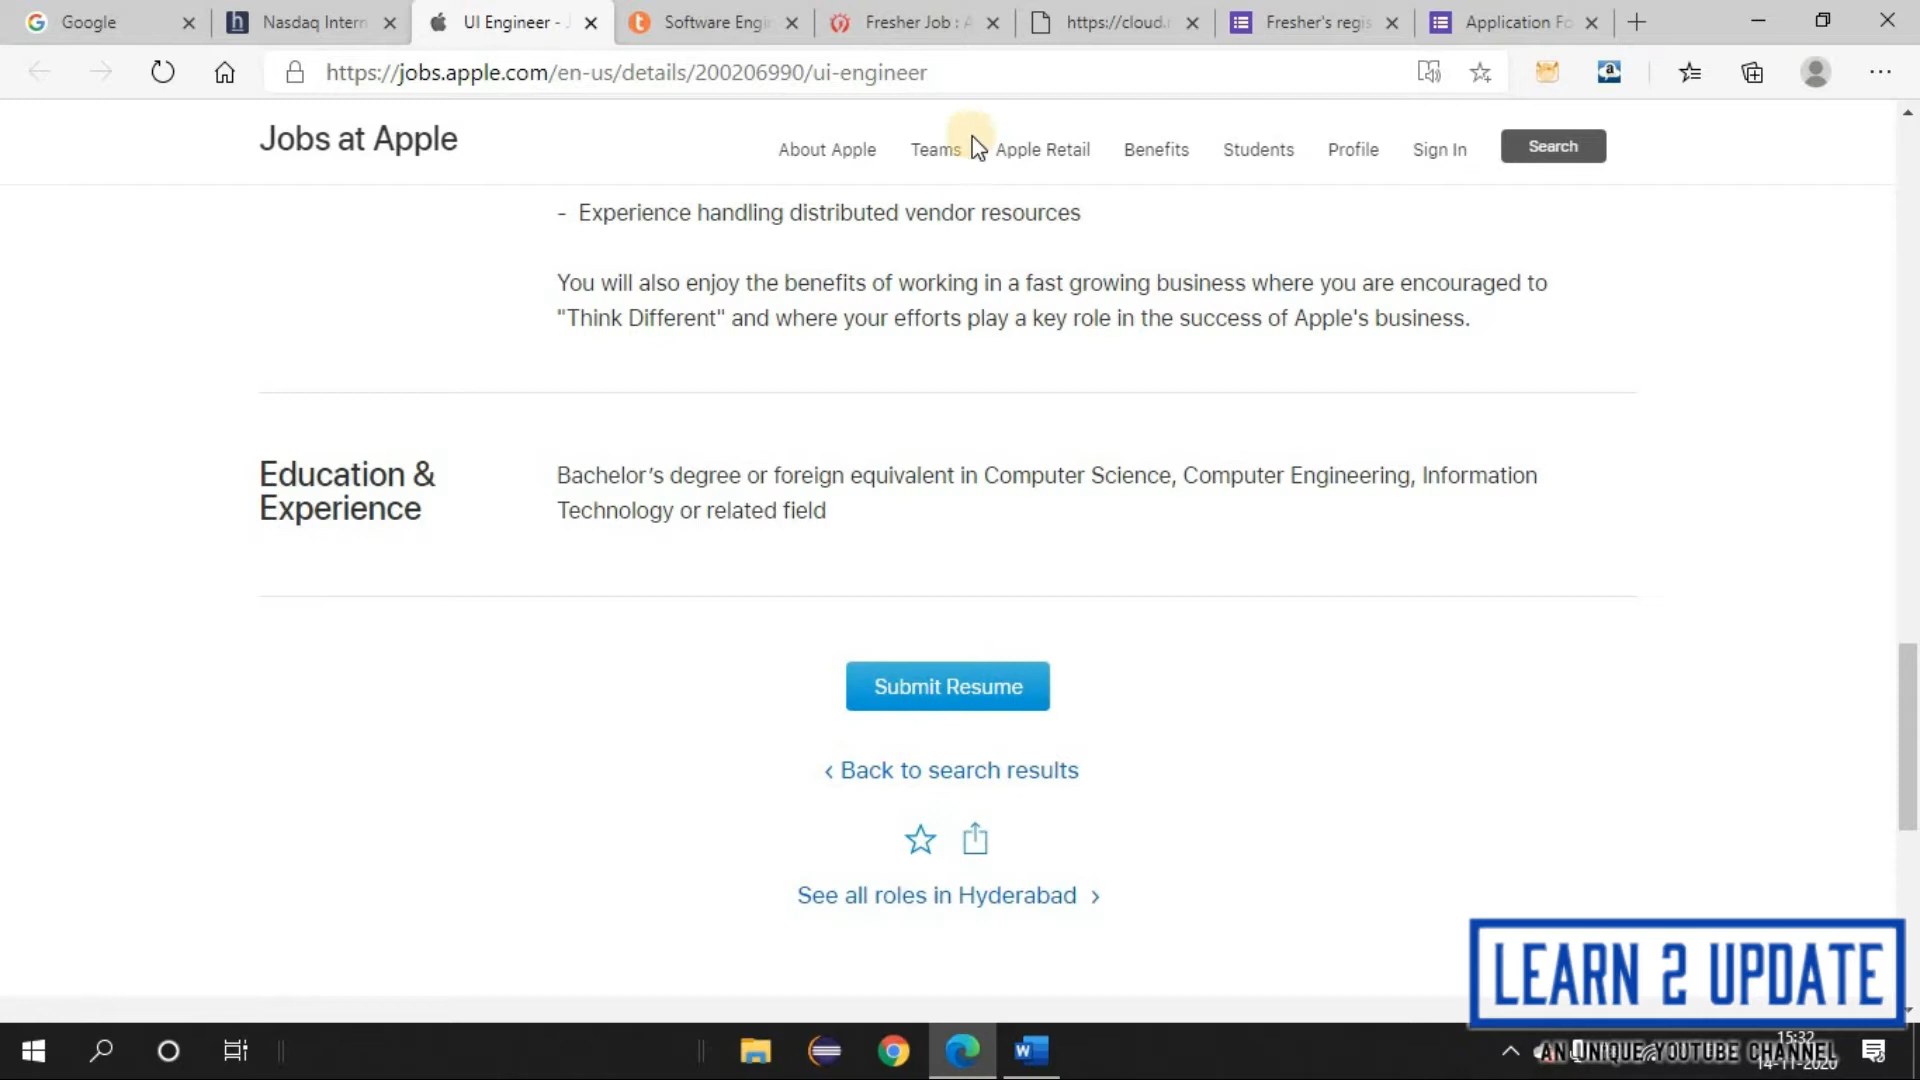 Google
Nasdaq Intern
UI Engineer - J
Software Engi
Fresher Job : A
https://cloud.
Fresher's regis
Application Fo
https://jobs.apple.com/en-us/details/200206990/ui-engineer
Jobs at Apple
About Apple
Teams
Apple Retail
Benefits
Students
Profile
Sign In
Search
- Experience handling distributed vendor resources
You will also enjoy the benefits of working in a fast growing business where you are encouraged to
"Think Different" and where your efforts play a key role in the success of Apple's business.
Education &
Experience
Bachelor’s degree or foreign equivalent in Computer Science, Computer Engineering, Information
Technology or related field
Submit Resume
‹ Back to search results
See all roles in Hyderabad ›
LEARN 2 UPDATE
AN UNIQUE YOUTUBE CHANNEL
15:32
14-11-2020